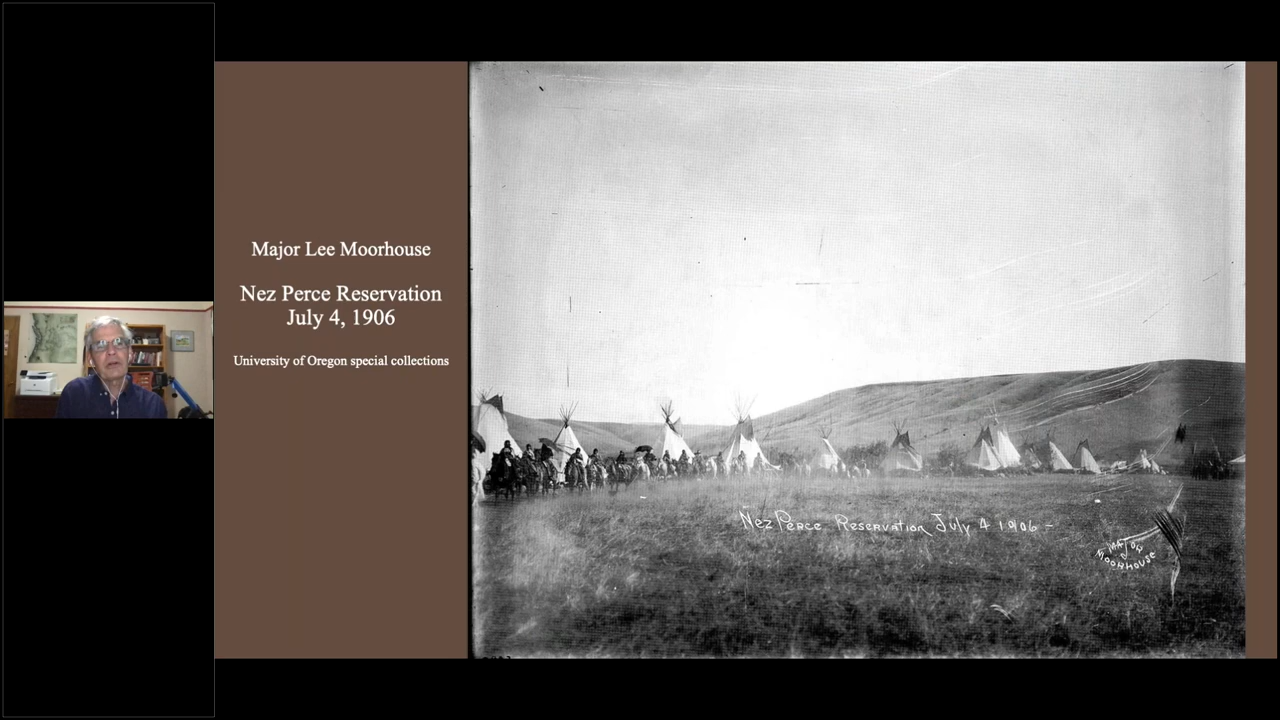 Major Lee Moorhouse
Nez Perce Reservation
July 4, 1906
University of Oregon special collections
Nez Perce Reservation July 4 1906 -
Major
Moorhouse